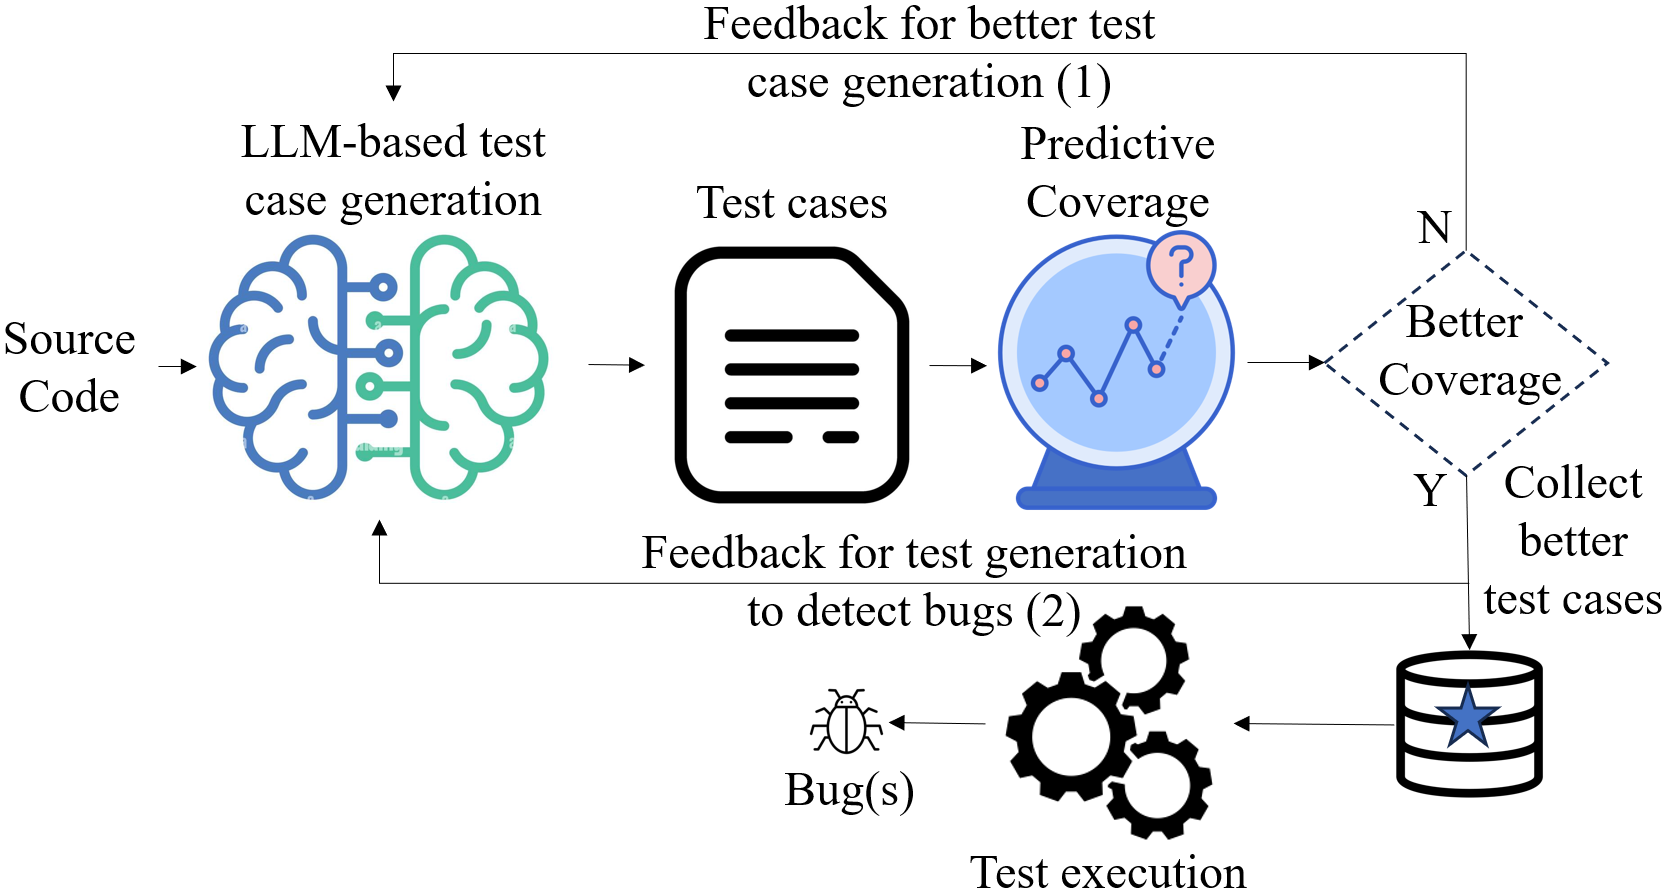 Feedback for better test
case generation (1)
LLM-based test
case generation
Test cases
Predictive
Coverage
N
Source
Code
?
Better
Coverage
Y
Collect
better
test cases
Feedback for test generation
to detect bugs (2)
Bug(s)
Test execution